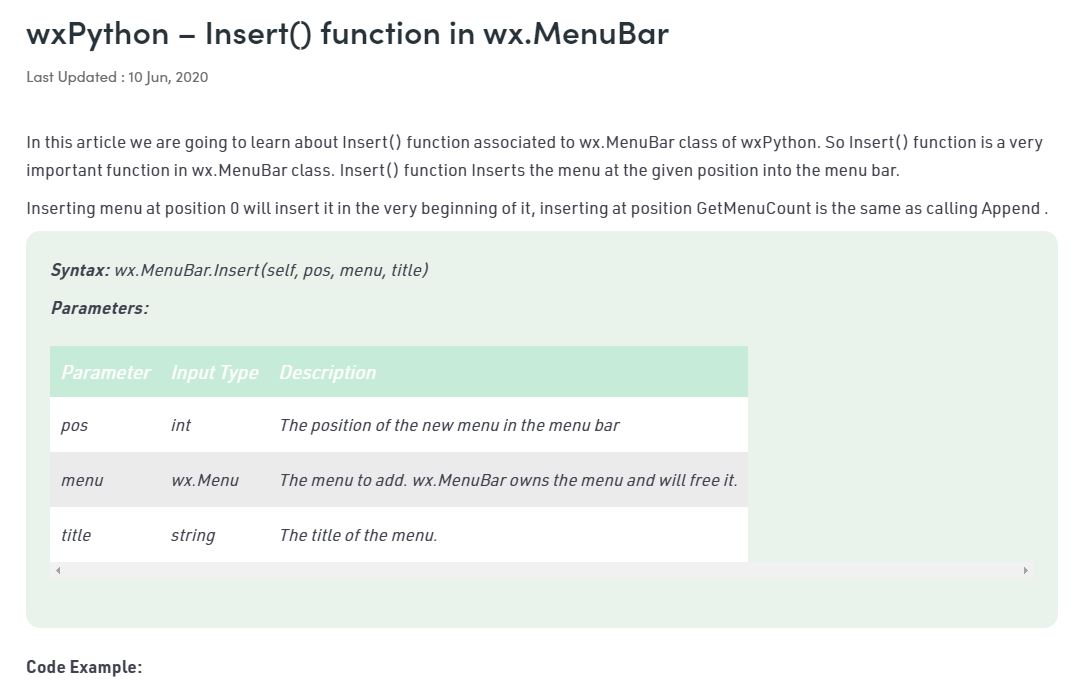 wxPython – Insert() function in wx.MenuBar
Last Updated : 10 Jun, 2020
In this article we are going to learn about Insert() function associated to wx.MenuBar class of wxPython. So Insert() function is a very
important function in wx.MenuBar class. Insert() function Inserts the menu at the given position into the menu bar.
Inserting menu at position 0 will insert it in the very beginning of it, inserting at position GetMenuCount is the same as calling Append .
Syntax: wx.MenuBar.Insert(self, pos, menu, title)
Parameters:
Parameter Input Type Description
pos int The position of the new menu in the menu bar
menu wx.Menu The menu to add. wx.MenuBar owns the menu and will free it.
title string The title of the menu.
Code Example: